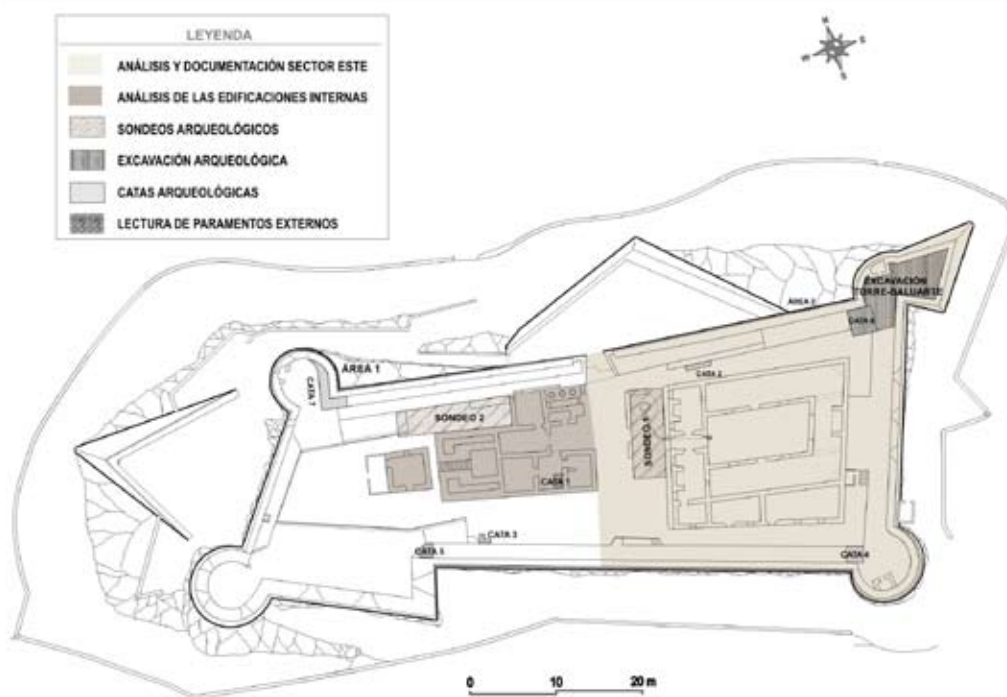 LEYENDA
ANÁLISIS Y DOCUMENTACIÓN SECTOR ESTE
ANÁLISIS DE LAS EDIFICACIONES INTERNAS
SONDEOS ARQUEOLÓGICOS
EXCAVACIÓN ARQUEOLÓGICA
CATAS ARQUEOLÓGICAS
LECTURA DE PARAMENTOS EXTERNOS
N
EXCAVACIÓN
TORRE-BALUARTE
ÁREA 2
CATA 6
ÁREA 1
CATA 7
CATA 2
SONDEO 2
SONDEO 1
CATA 1
CATA 3
CATA 5
CATA 4
0 10 20 m